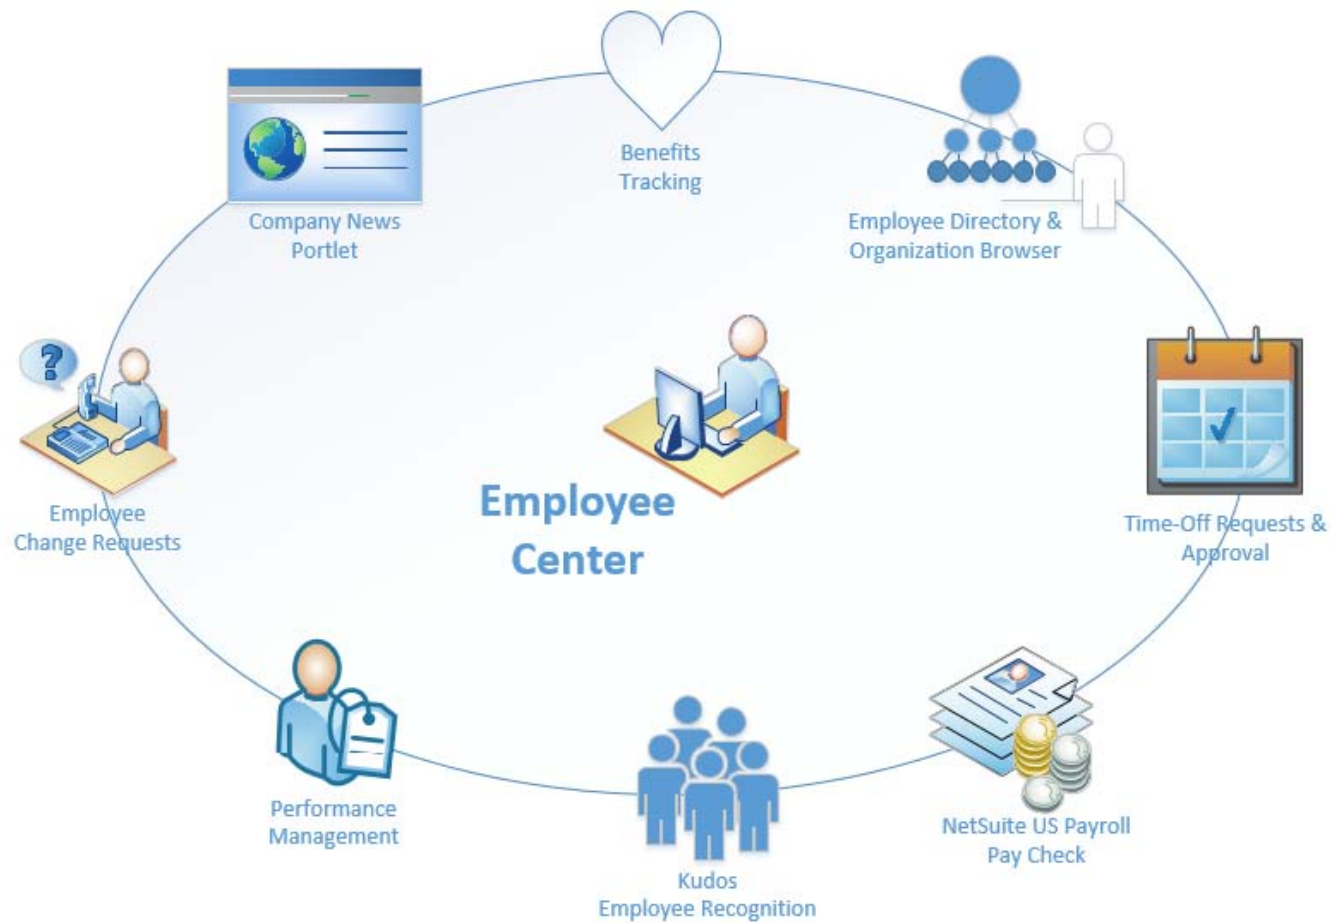 Benefits
Tracking
Company News
Portlet
Employee Directory &
Organization Browser
?
Employee
Center
Employee
Change Requests
Time-Off Requests &
Approval
Performance
Management
NetSuite US Payroll
Pay Check
Kudos
Employee Recognition